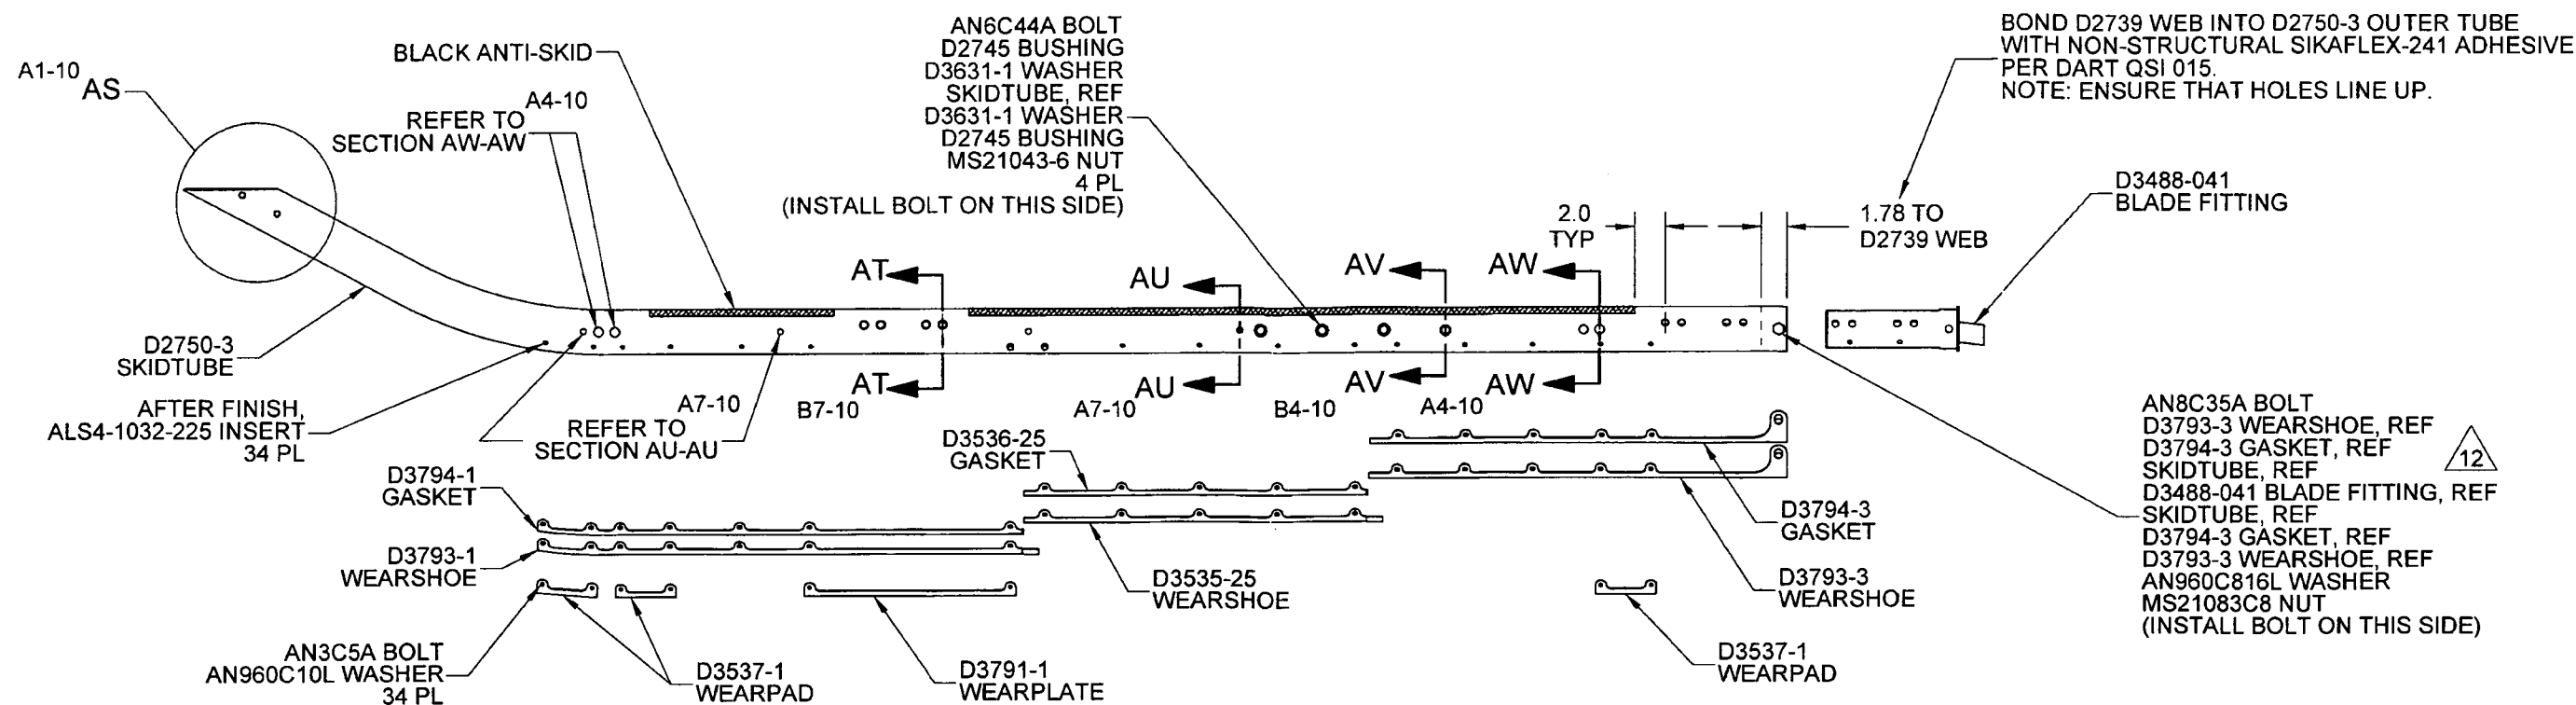 A1-10
AS
BLACK ANTI-SKID
A4-10
REFER TO
SECTION AW-AW
AN6C44A BOLT
D2745 BUSHING
D3631-1 WASHER
SKIDTUBE, REF
D3631-1 WASHER
D2745 BUSHING
MS21043-6 NUT
4 PL
(INSTALL BOLT ON THIS SIDE)
BOND D2739 WEB INTO D2750-3 OUTER TUBE
WITH NON-STRUCTURAL SIKAFLEX-241 ADHESIVE
PER DART QSI 015.
NOTE: ENSURE THAT HOLES LINE UP.
D3488-041
BLADE FITTING
2.0
TYP
1.78 TO
D2739 WEB
AT
AU
AV
AW
D2750-3
SKIDTUBE
AT
AU
AV
AW
AFTER FINISH,
ALS4-1032-225 INSERT
34 PL
A7-10
REFER TO
SECTION AU-AU
B7-10
A7-10
B4-10
A4-10
D3536-25
GASKET
D3794-1
GASKET
D3793-1
WEARSHOE
D3535-25
WEARSHOE
D3794-3
GASKET
D3793-3
WEARSHOE
AN8C35A BOLT
D3793-3 WEARSHOE, REF
D3794-3 GASKET, REF
SKIDTUBE, REF
D3488-041 BLADE FITTING, REF
SKIDTUBE, REF
D3794-3 GASKET, REF
D3793-3 WEARSHOE, REF
AN960C816L WASHER
MS21083C8 NUT
(INSTALL BOLT ON THIS SIDE)
12
AN3C5A BOLT
AN960C10L WASHER
34 PL
D3537-1
WEARPAD
D3791-1
WEARPLATE
D3537-1
WEARPAD